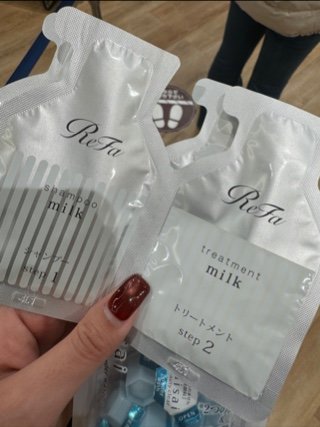 ReFa
shampoo
milk
シャンプー
step 1
ReFa
treatment
milk
トリートメント
step 2